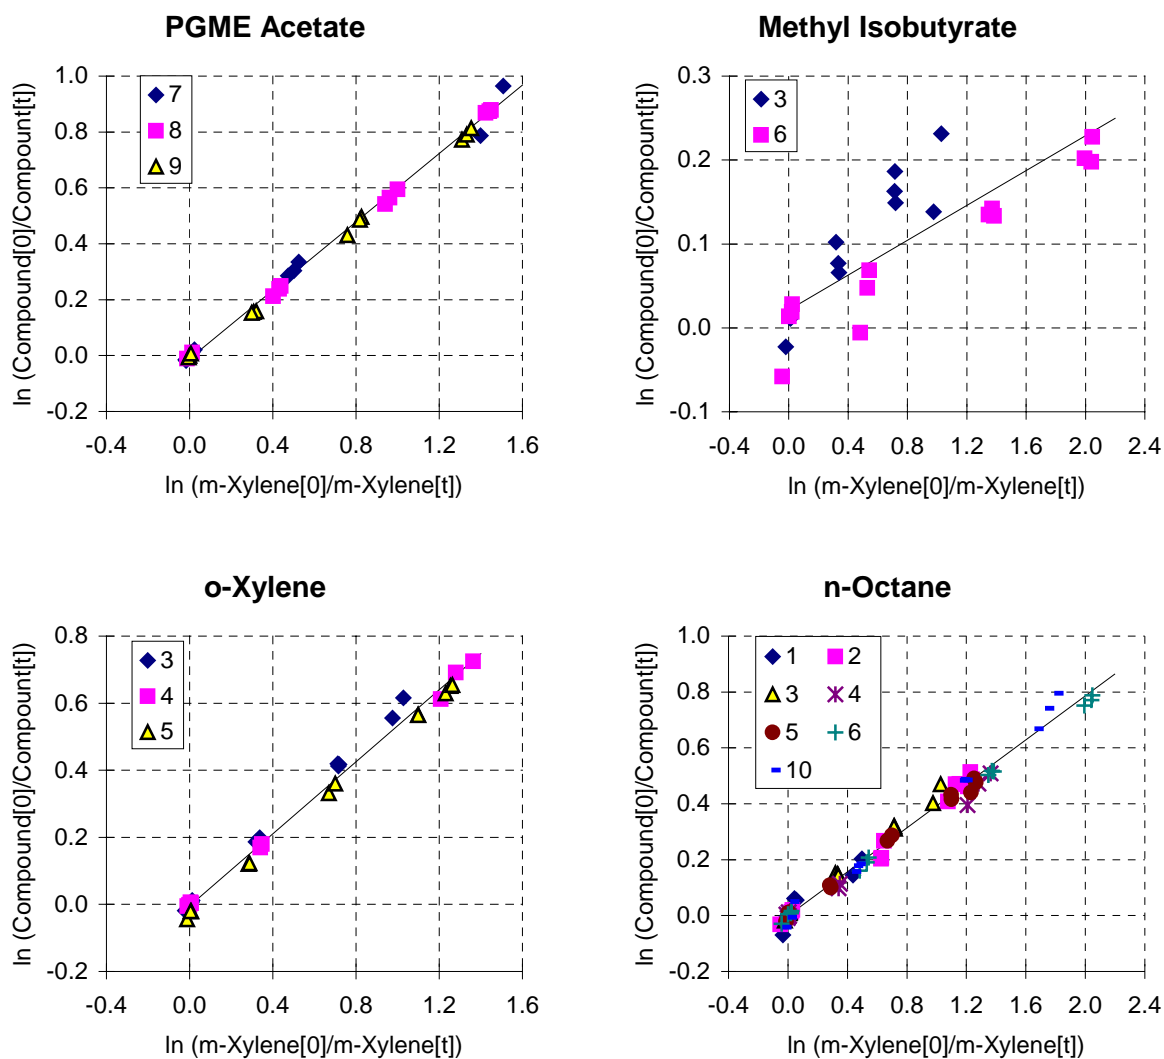 PGME Acetate
ln (Compound[0]/Compount[t])
1.0
0.8
0.6
0.4
0.2
0.0
-0.2
7
8
9
-0.4 0.0 0.4 0.8 1.2 1.6
ln (m-Xylene[0]/m-Xylene[t])
Methyl Isobutyrate
ln (Compound[0]/Compount[t])
0.3
0.2
0.1
0.0
-0.1
3
6
-0.4 0.0 0.4 0.8 1.2 1.6 2.0 2.4
ln (m-Xylene[0]/m-Xylene[t])
o-Xylene
ln (Compound[0]/Compount[t])
0.8
0.6
0.4
0.2
0.0
-0.2
3
4
5
-0.4 0.0 0.4 0.8 1.2 1.6
ln (m-Xylene[0]/m-Xylene[t])
n-Octane
ln (Compound[0]/Compount[t])
1.0
0.8
0.6
0.4
0.2
0.0
-0.2
1 2
3 4
5 6
10
-0.4 0.0 0.4 0.8 1.2 1.6 2.0 2.4
ln (m-Xylene[0]/m-Xylene[t])